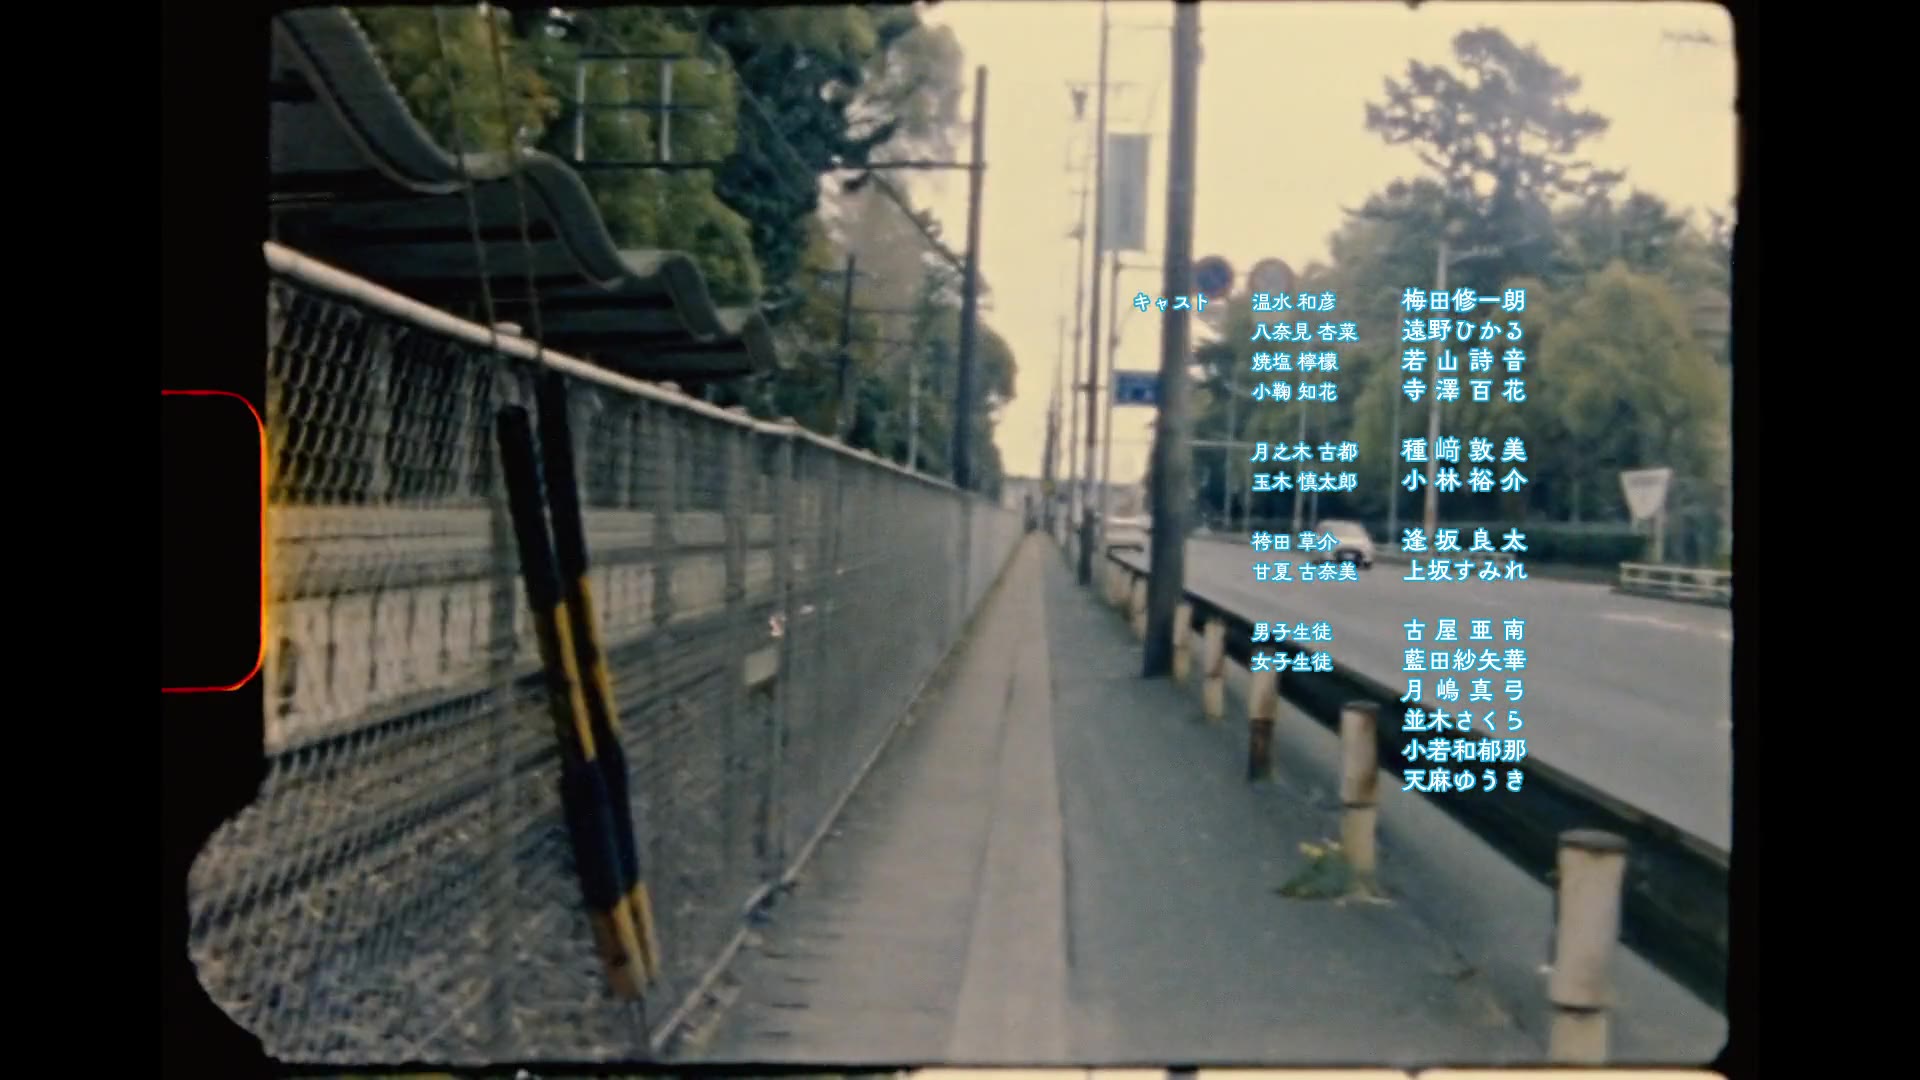 キャスト 温水 和彦 梅田修一朗
八奈見 杏菜 遠野ひかる
焼塩 檸檬 若山詩音
小鞠 知花 寺澤百花
月之木 古都 種﨑敦美
玉木 慎太郎 小林裕介
袴田 草介 逢坂良太
甘夏 古奈美 上坂すみれ
男子生徒 古屋亜南
女子生徒 藍田紗矢華
月嶋真弓
並木さくら
小若和郁那
天麻ゆうき